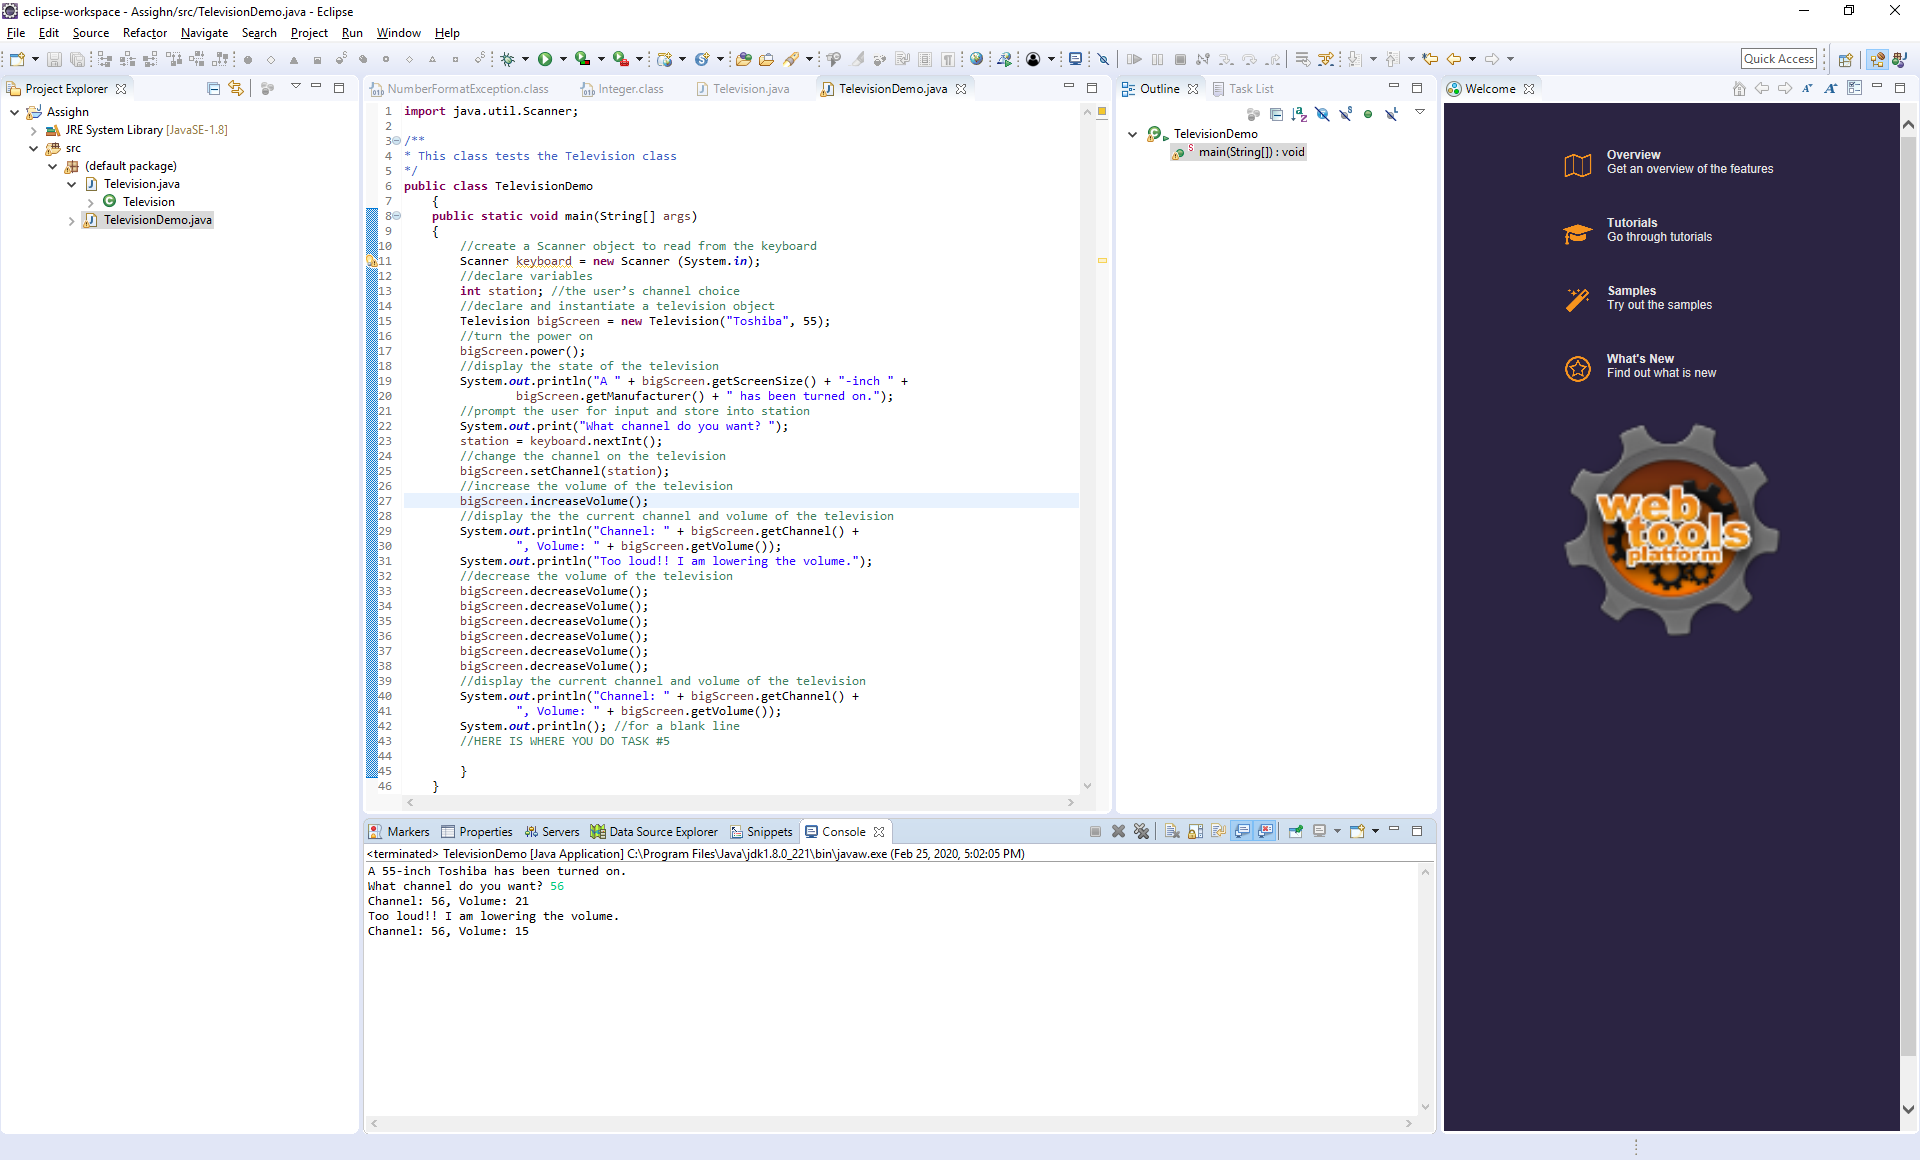 eclipse-workspace - Assighn/src/TelevisionDemo.java - Eclipse
File Edit Source Refactor Navigate Search Project Run Window Help
Quick Access
Project Explorer
Assighn
JRE System Library [JavaSE-1.8]
src
(default package)
Television.java
Television
TelevisionDemo.java
NumberFormatException.class Integer.class Television.java TelevisionDemo.java
1 import java.util.Scanner;
2
3 /**
4 * This class tests the Television class
5 */
6 public class TelevisionDemo
7 {
8 public static void main(String[] args)
9 {
10 //create a Scanner object to read from the keyboard
11 Scanner keyboard = new Scanner (System.in);
12 //declare variables
13 int station; //the user’s channel choice
14 //declare and instantiate a television object
15 Television bigScreen = new Television("Toshiba", 55);
16 //turn the power on
17 bigScreen.power();
18 //display the state of the television
19 System.out.println("A " + bigScreen.getScreenSize() + "-inch " +
20 bigScreen.getManufacturer() + " has been turned on.");
21 //prompt the user for input and store into station
22 System.out.print("What channel do you want? ");
23 station = keyboard.nextInt();
24 //change the channel on the television
25 bigScreen.setChannel(station);
26 //increase the volume of the television
27 bigScreen.increaseVolume();
28 //display the the current channel and volume of the television
29 System.out.println("Channel: " + bigScreen.getChannel() +
30 ", Volume: " + bigScreen.getVolume());
31 System.out.println("Too loud!! I am lowering the volume.");
32 //decrease the volume of the television
33 bigScreen.decreaseVolume();
34 bigScreen.decreaseVolume();
35 bigScreen.decreaseVolume();
36 bigScreen.decreaseVolume();
37 bigScreen.decreaseVolume();
38 bigScreen.decreaseVolume();
39 //display the current channel and volume of the television
40 System.out.println("Channel: " + bigScreen.getChannel() +
41 ", Volume: " + bigScreen.getVolume());
42 System.out.println(); //for a blank line
43 //HERE IS WHERE YOU DO TASK #5
44
45 }
46 }
Outline Task List
TelevisionDemo
main(String[]) : void
Welcome
Overview
Get an overview of the features
Tutorials
Go through tutorials
Samples
Try out the samples
What's New
Find out what is new
web
tools
platform
Markers Properties Servers Data Source Explorer Snippets Console
<terminated> TelevisionDemo [Java Application] C:\Program Files\Java\jdk1.8.0_221\bin\javaw.exe (Feb 25, 2020, 5:02:05 PM)
A 55-inch Toshiba has been turned on.
What channel do you want? 56
Channel: 56, Volume: 21
Too loud!! I am lowering the volume.
Channel: 56, Volume: 15